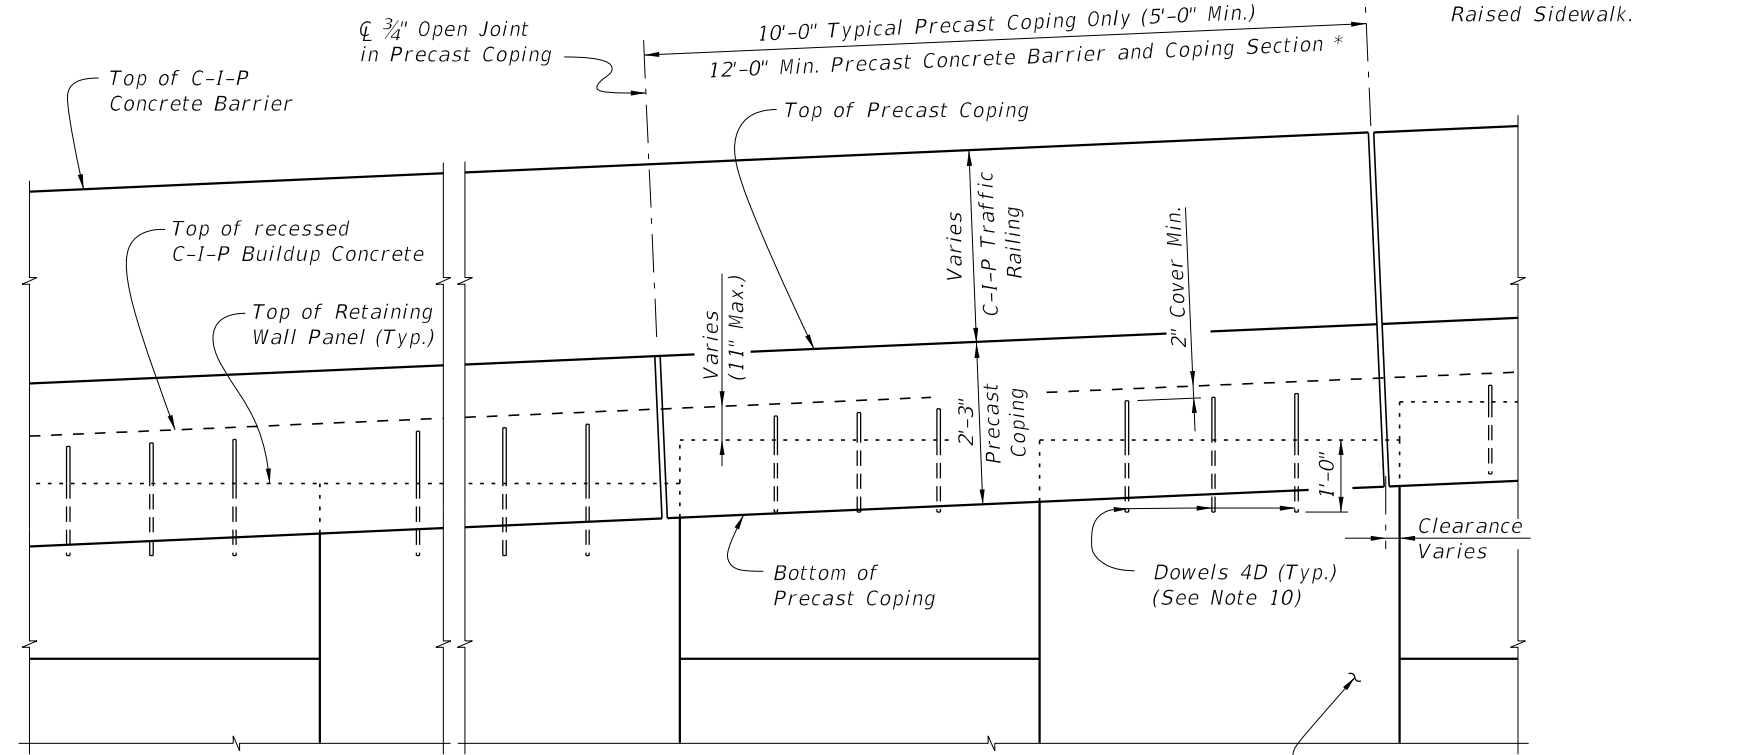 ℄ ¾" Open Joint
in Precast Coping
10'-0" Typical Precast Coping Only (5'-0" Min.)
12'-0" Min. Precast Concrete Barrier and Coping Section *
Raised Sidewalk.
Top of C-I-P
Concrete Barrier
Top of Precast Coping
Top of recessed
C-I-P Buildup Concrete
Top of Retaining
Wall Panel (Typ.)
Varies
(11" Max.)
Varies
C-I-P Traffic
Railing
2" Cover Min.
2'-3"
Precast
Coping
1'-0"
Clearance
Varies
Bottom of
Precast Coping
Dowels 4D (Typ.)
(See Note 10)